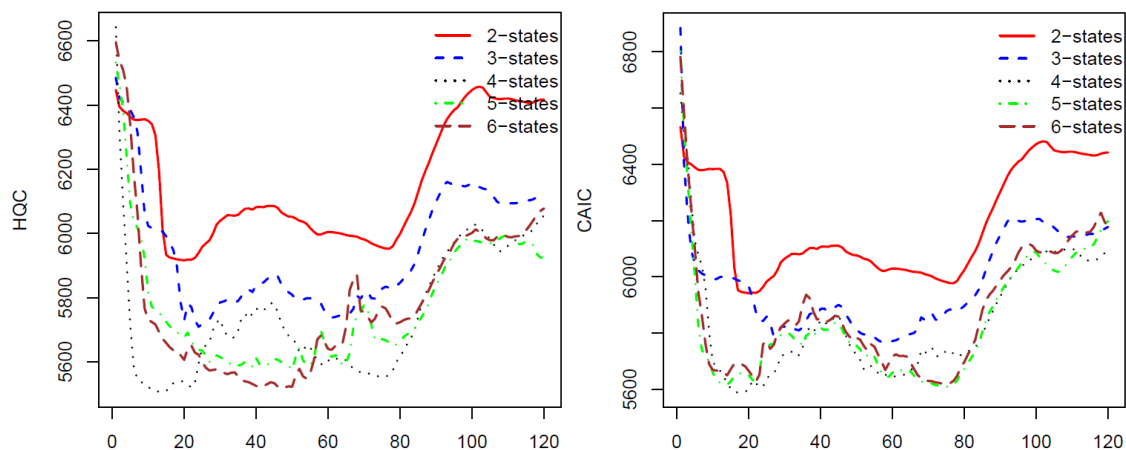 HQC
6600
6400
6200
6000
5800
5600
0 20 40 60 80 100 120
2-states
3-states
4-states
5-states
6-states
CAIC
6800
6400
6000
5600
0 20 40 60 80 100 120
2-states
3-states
4-states
5-states
6-states